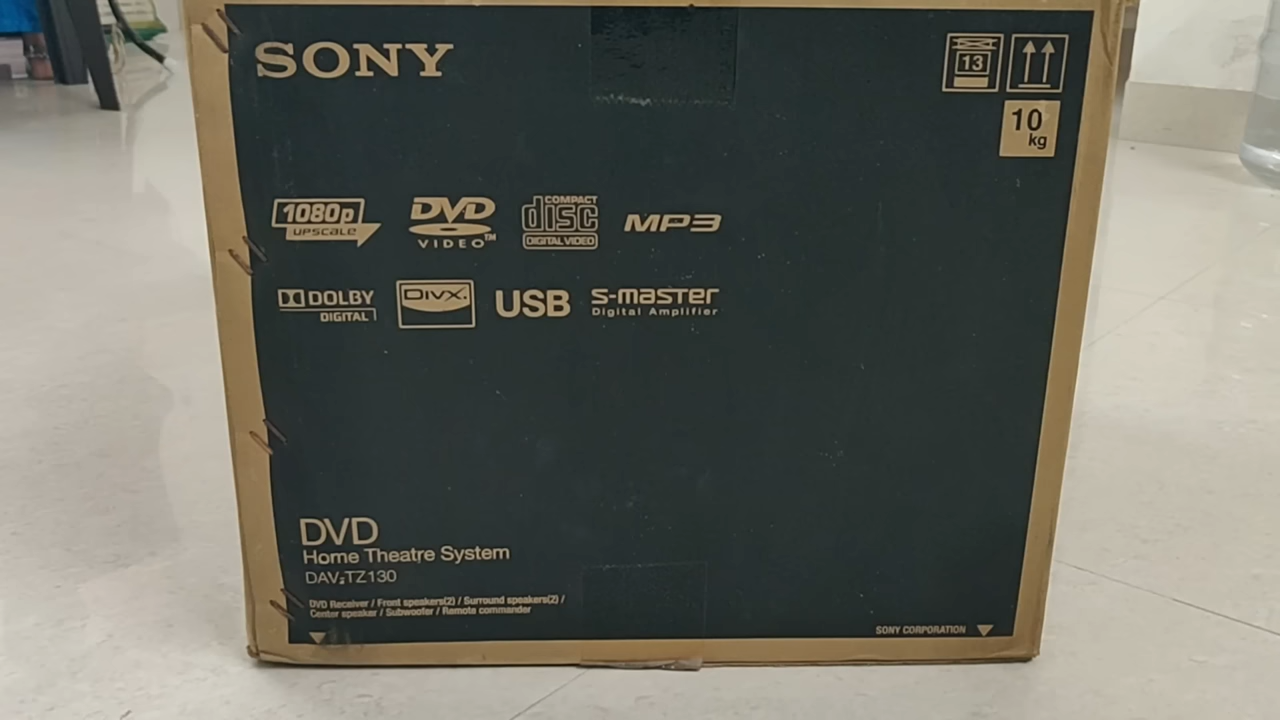 SONY
13
10
kg
1080p
UPSCALE
DVD
VIDEO™
COMPACT
disc
DIGITAL VIDEO
MP3
DOLBY
DIGITAL
DIVX.
USB
S-MASTER
Digital Amplifier
DVD
Home Theatre System
DAV-TZ130
DVD Receiver / Front speakers(2) / Surround speakers(2) /
Center speaker / Subwoofer / Remote commander
SONY CORPORATION